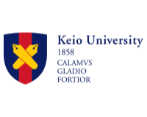 Keio University
1858
CALAMVS
GLADIO
FORTIOR